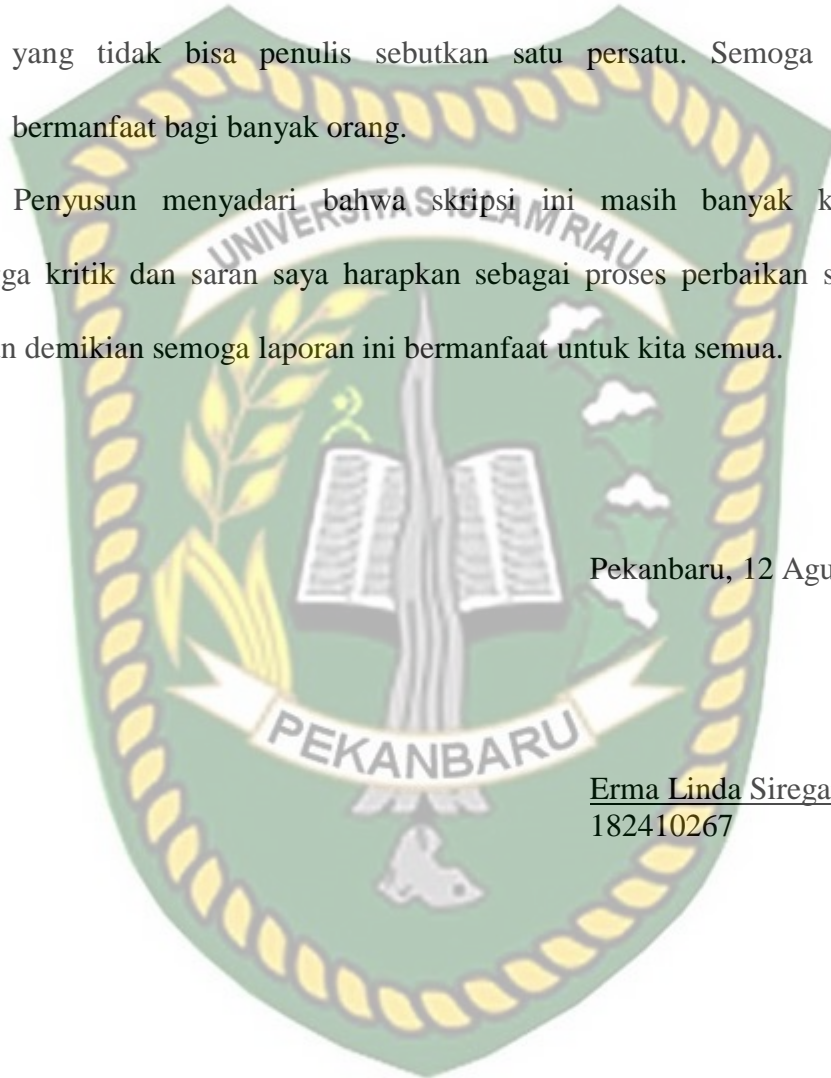 yang tidak bisa penulis sebutkan satu persatu. Semoga
bermanfaat bagi banyak orang.
Penyusun menyadari bahwa skripsi ini masih banyak k
UNIVERSITAS ISLAM RIAU
ga kritik dan saran saya harapkan sebagai proses perbaikan s
n demikian semoga laporan ini bermanfaat untuk kita semua.
Pekanbaru, 12 Agu
PEKANBARU
Erma Linda Sirega
182410267